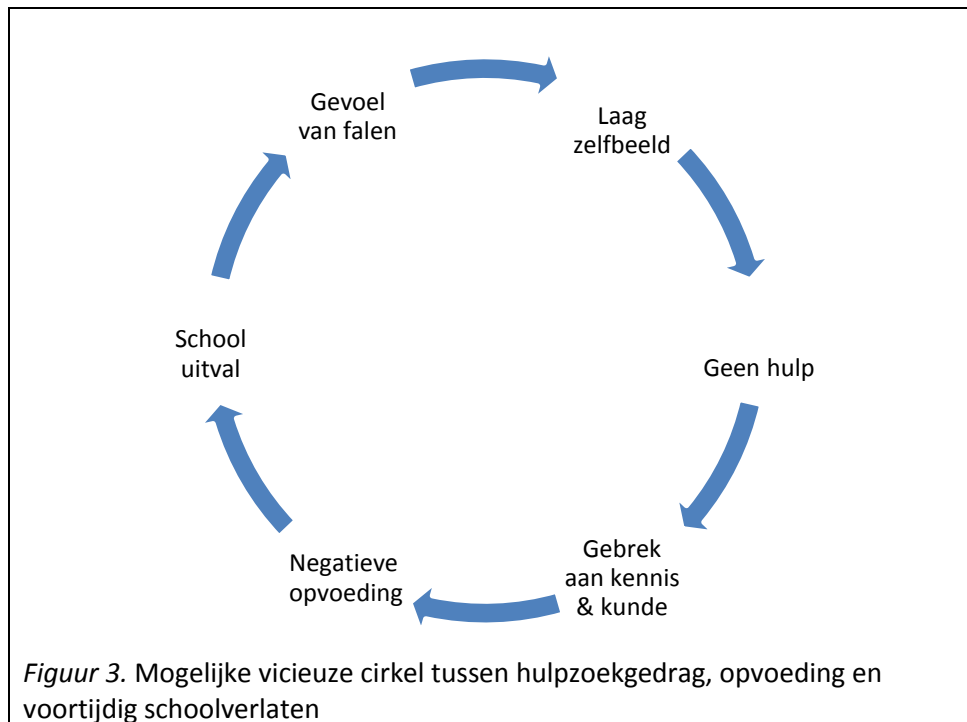 Gevoel
van falen
Laag
zelfbeeld
Geen hulp
Gebrek
aan kennis
& kunde
Negatieve
opvoeding
School
uitval
Figuur 3. Mogelijke vicieuze cirkel tussen hulpzoekgedrag, opvoeding en
voortijdig schoolverlaten